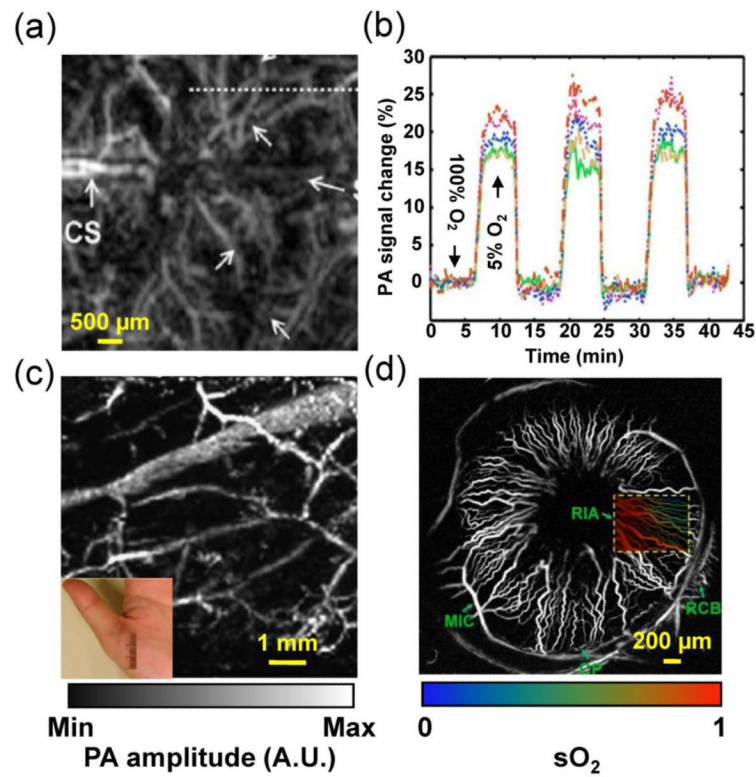 (a)
CS
500 µm
(b)
PA signal change (%)
30
25
20
15
10
5
0
100% O₂
5% O₂
0 5 10 15 20 25 30 35 40 45
Time (min)
(c)
1 mm
Min Max
PA amplitude (A.U.)
(d)
RIA
MIC
RCB
200 µm
0 1
sO₂